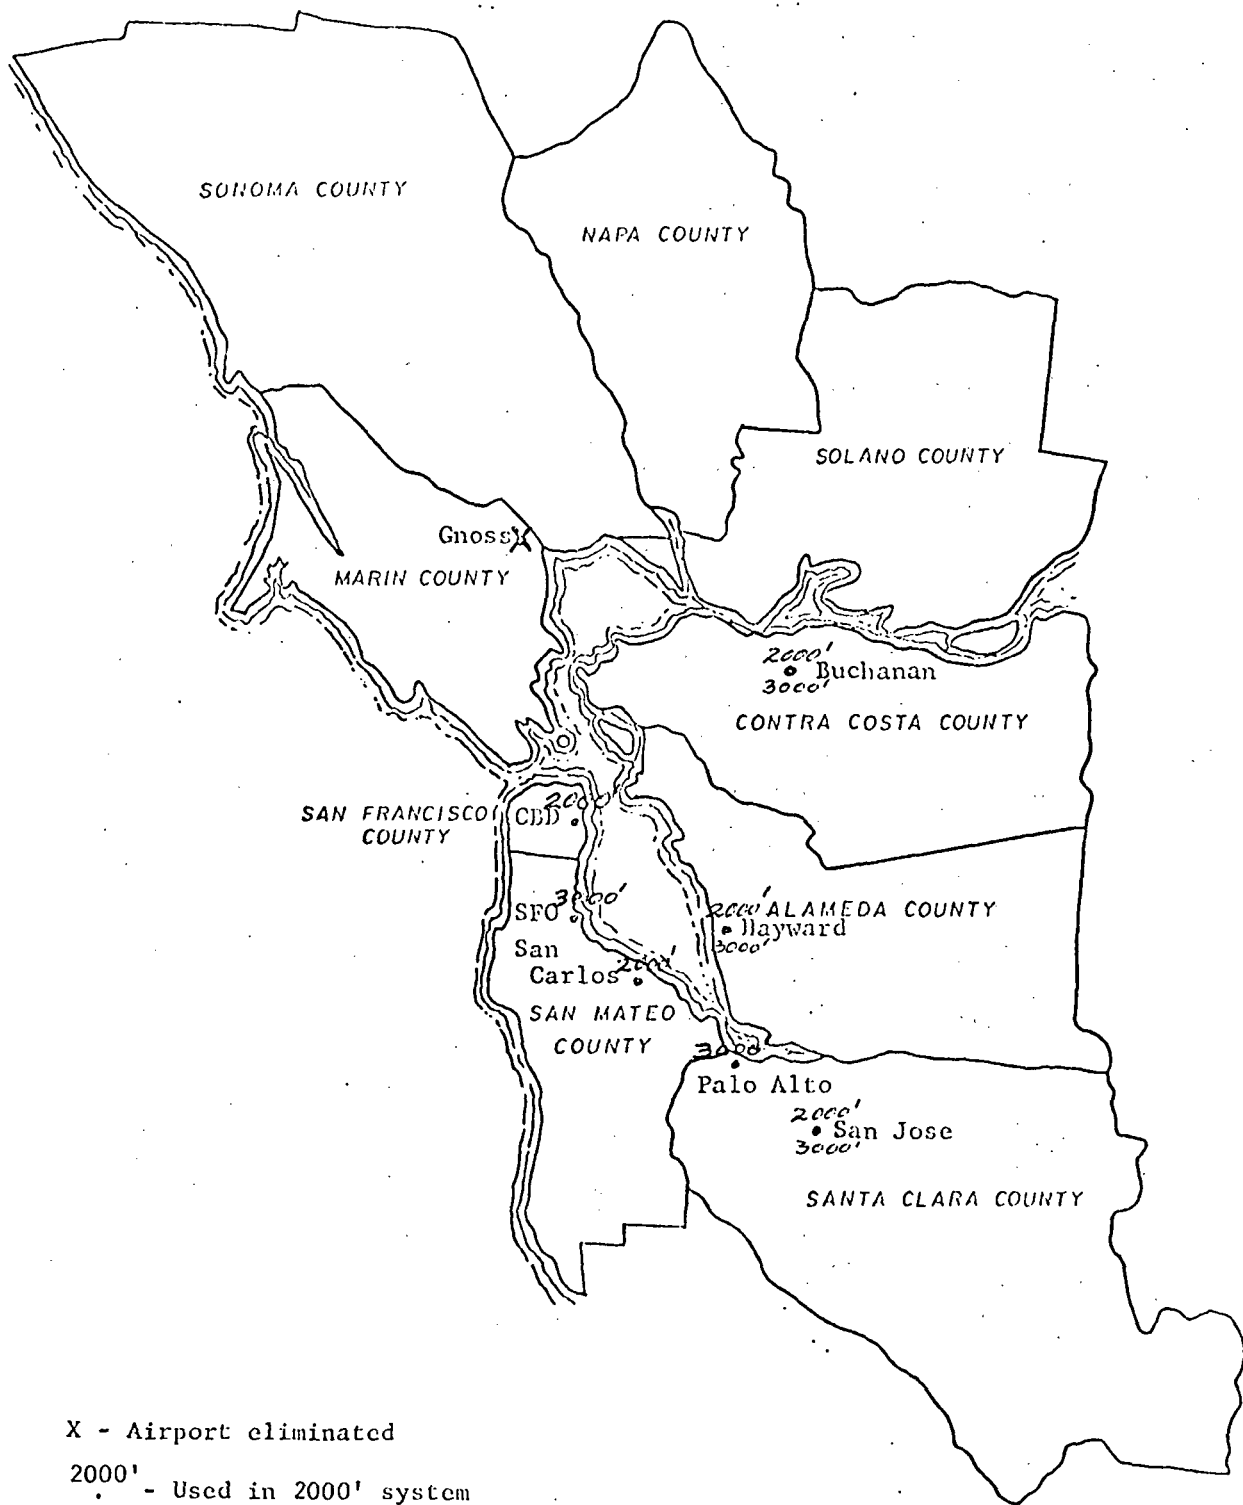 SONOMA COUNTY
NAPA COUNTY
SOLANO COUNTY
Gnoss X
MARIN COUNTY
2000'
Buchanan
3000'
CONTRA COSTA COUNTY
SAN FRANCISCO
COUNTY
2000'
CBD
3000'
SFO
2000' ALAMEDA COUNTY
Hayward
3000'
San
Carlos 2000'
SAN MATEO
COUNTY
3000'
Palo Alto
2000'
San Jose
3000'
SANTA CLARA COUNTY
X - Airport eliminated
2000' - Used in 2000' system